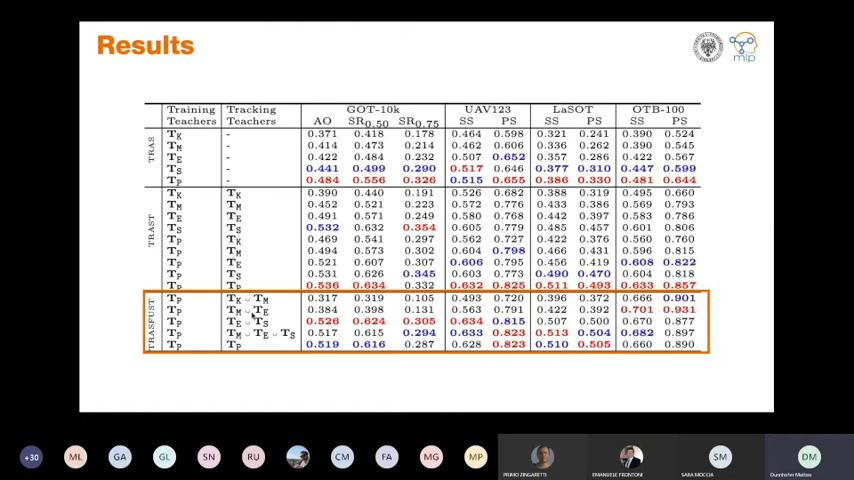 Results
mlp
Training Tracking GOT-10k UAV123 LaSOT OTB-100
Teachers Teachers AO SR0.50 SR0.75 SS PS SS PS SS PS
TRAS
TK - 0.371 0.418 0.178 0.464 0.598 0.321 0.241 0.390 0.524
TM - 0.414 0.473 0.214 0.462 0.606 0.336 0.262 0.390 0.545
TE - 0.422 0.484 0.232 0.507 0.652 0.357 0.286 0.422 0.567
TS - 0.441 0.499 0.290 0.517 0.646 0.377 0.310 0.447 0.599
TP - 0.484 0.556 0.326 0.515 0.655 0.386 0.330 0.481 0.644
TRAST
TK TK 0.390 0.440 0.191 0.526 0.682 0.388 0.319 0.495 0.660
TM TM 0.452 0.521 0.223 0.572 0.776 0.433 0.386 0.569 0.793
TE TE 0.491 0.571 0.249 0.580 0.768 0.442 0.397 0.583 0.786
TS TS 0.532 0.632 0.354 0.605 0.779 0.485 0.457 0.601 0.806
TP TK 0.469 0.541 0.297 0.562 0.727 0.422 0.376 0.560 0.760
TP TM 0.494 0.573 0.302 0.604 0.798 0.466 0.431 0.596 0.815
TP TE 0.521 0.607 0.307 0.606 0.795 0.456 0.419 0.608 0.822
TP TS 0.531 0.626 0.345 0.603 0.773 0.490 0.470 0.604 0.818
TP TP 0.536 0.634 0.332 0.632 0.825 0.511 0.493 0.633 0.857
TRASFUST
TP TK ∪ TM 0.317 0.319 0.105 0.493 0.720 0.396 0.372 0.666 0.901
TP TM ∪ TE 0.384 0.398 0.131 0.563 0.791 0.422 0.392 0.701 0.931
TP TE ∪ TS 0.526 0.624 0.305 0.634 0.815 0.507 0.500 0.670 0.877
TP TM ∪ TE ∪ TS 0.517 0.615 0.294 0.633 0.823 0.513 0.504 0.682 0.897
TP TP 0.519 0.616 0.287 0.628 0.823 0.510 0.505 0.660 0.890
+30 ML GA GL SN RU CM FA MG MP SM DM
PRIMO ZINGARETTI EMANUELE FRONTONI SARA MOCCIA Dunnhofer Matteo